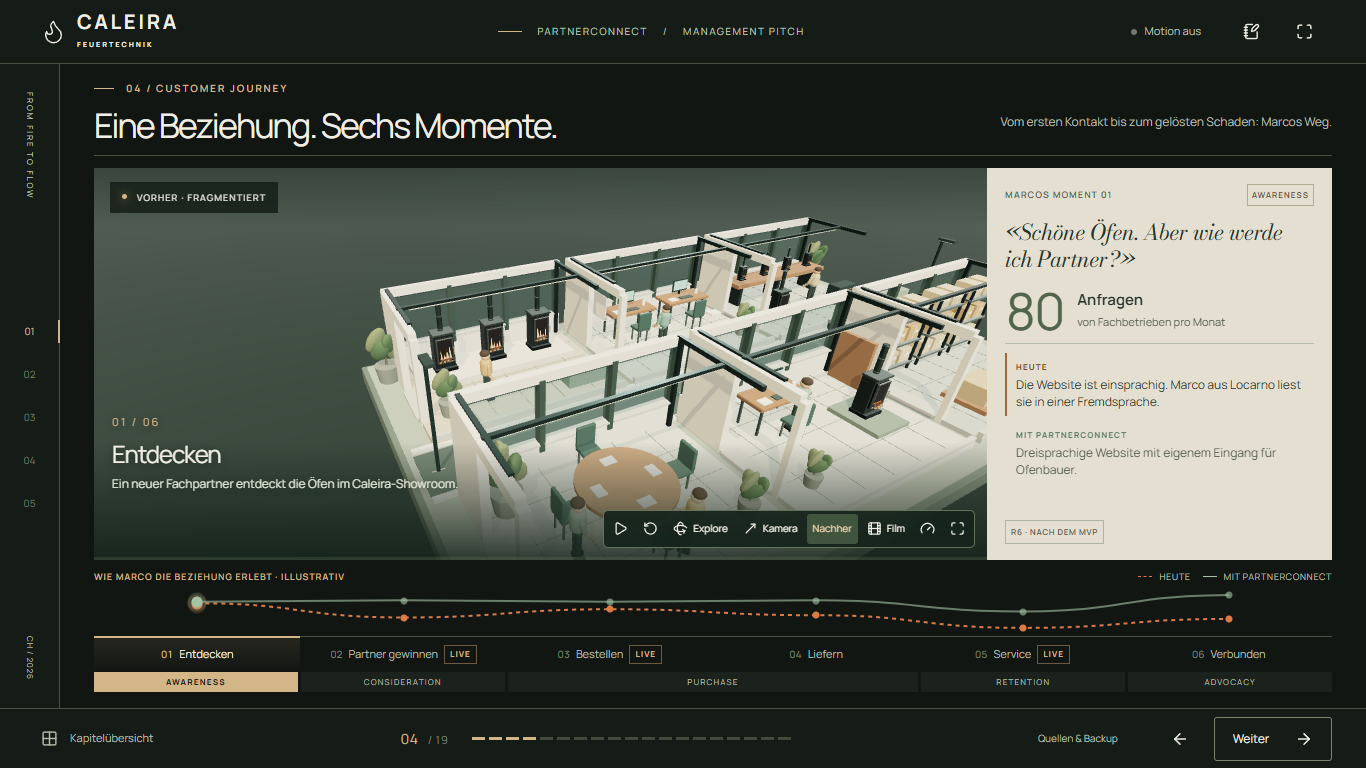 CALEIRA
FEUERTECHNIK
PARTNERCONNECT / MANAGEMENT PITCH
Motion aus
FROM FIRE TO FLOW
01
02
03
04
05
CH / 2026
04 / CUSTOMER JOURNEY
Eine Beziehung. Sechs Momente.
Vom ersten Kontakt bis zum gelösten Schaden: Marcos Weg.
VORHER · FRAGMENTIERT
01 / 06
Entdecken
Ein neuer Fachpartner entdeckt die Öfen im Caleira-Showroom.
Explore
Kamera
Nachher
Film
MARCOS MOMENT 01
AWARENESS
«Schöne Öfen. Aber wie werde
ich Partner?»
80
Anfragen
von Fachbetrieben pro Monat
HEUTE
Die Website ist einsprachig. Marco aus Locarno liest
sie in einer Fremdsprache.
MIT PARTNERCONNECT
Dreisprachige Website mit eigenem Eingang für
Ofenbauer.
R6 · NACH DEM MVP
WIE MARCO DIE BEZIEHUNG ERLEBT · ILLUSTRATIV
HEUTE
MIT PARTNERCONNECT
01 Entdecken
02 Partner gewinnen LIVE
03 Bestellen LIVE
04 Liefern
05 Service LIVE
06 Verbunden
AWARENESS
CONSIDERATION
PURCHASE
RETENTION
ADVOCACY
Kapitelübersicht
04 / 19
Quellen & Backup
Weiter